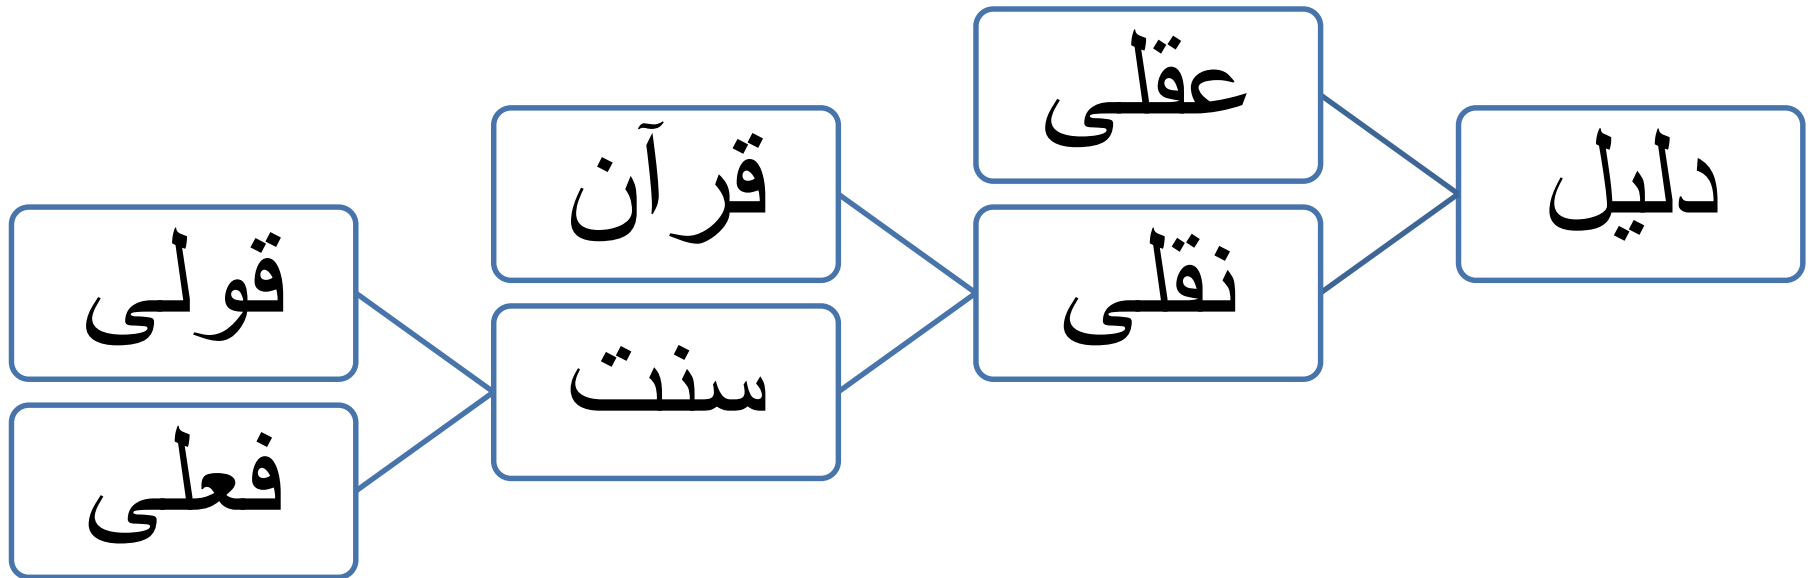 دلیل
عقلی
نقلی
قرآن
سنت
قولی
فعلی